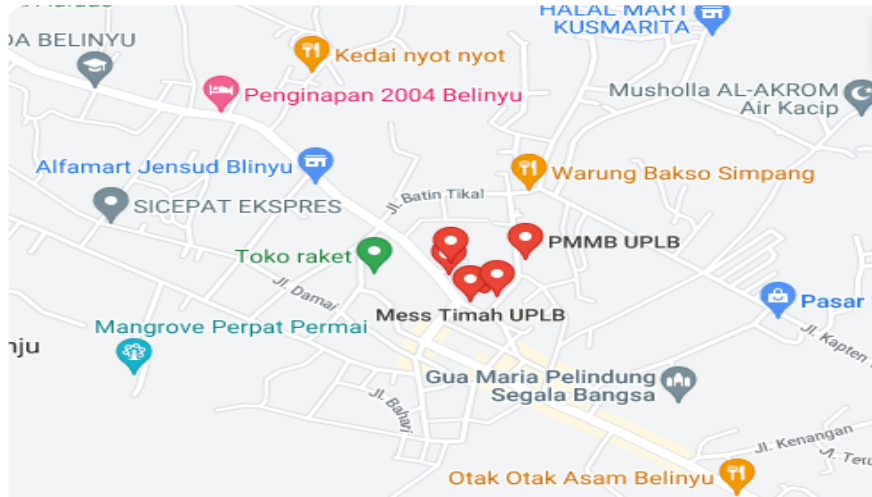 HALAL MART
KUSMARITA
DA BELINYU
Kedai nyot nyot
Penginapan 2004 Belinyu
Musholla AL-AKROM
Air Kacip
Alfamart Jensud Blinyu
Warung Bakso Simpang
Jl. Batin Tikal
SICEPAT EKSPRES
PMMB UPLB
Toko raket
Jl. Damai
Mess Timah UPLB
Pasar
Mangrove Perpat Permai
Jl. Kapten
nju
Gua Maria Pelindung
Segala Bangsa
Jl. Bahari
Jl. Kenangan
Jl. Teru
Otak Otak Asam Belinyu